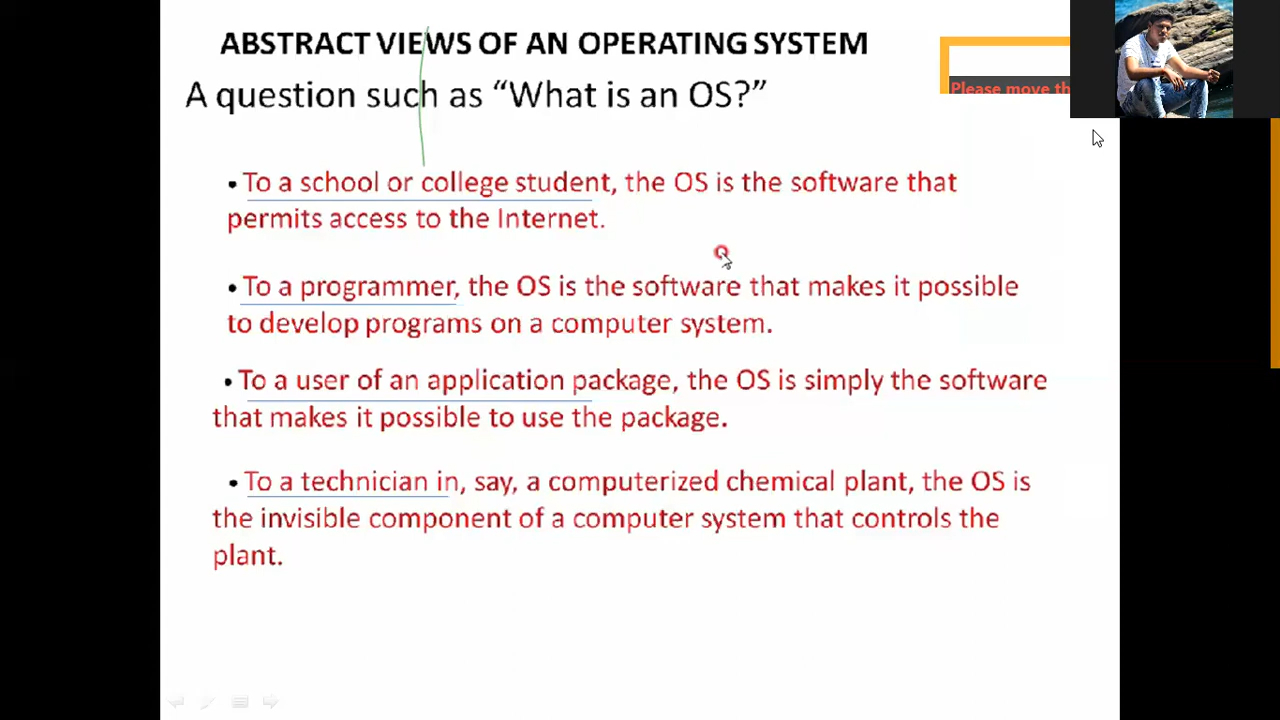 ABSTRACT VIEWS OF AN OPERATING SYSTEM
A question such as “What is an OS?”
Please move th
• To a school or college student, the OS is the software that
permits access to the Internet.
• To a programmer, the OS is the software that makes it possible
to develop programs on a computer system.
• To a user of an application package, the OS is simply the software
that makes it possible to use the package.
• To a technician in, say, a computerized chemical plant, the OS is
the invisible component of a computer system that controls the
plant.